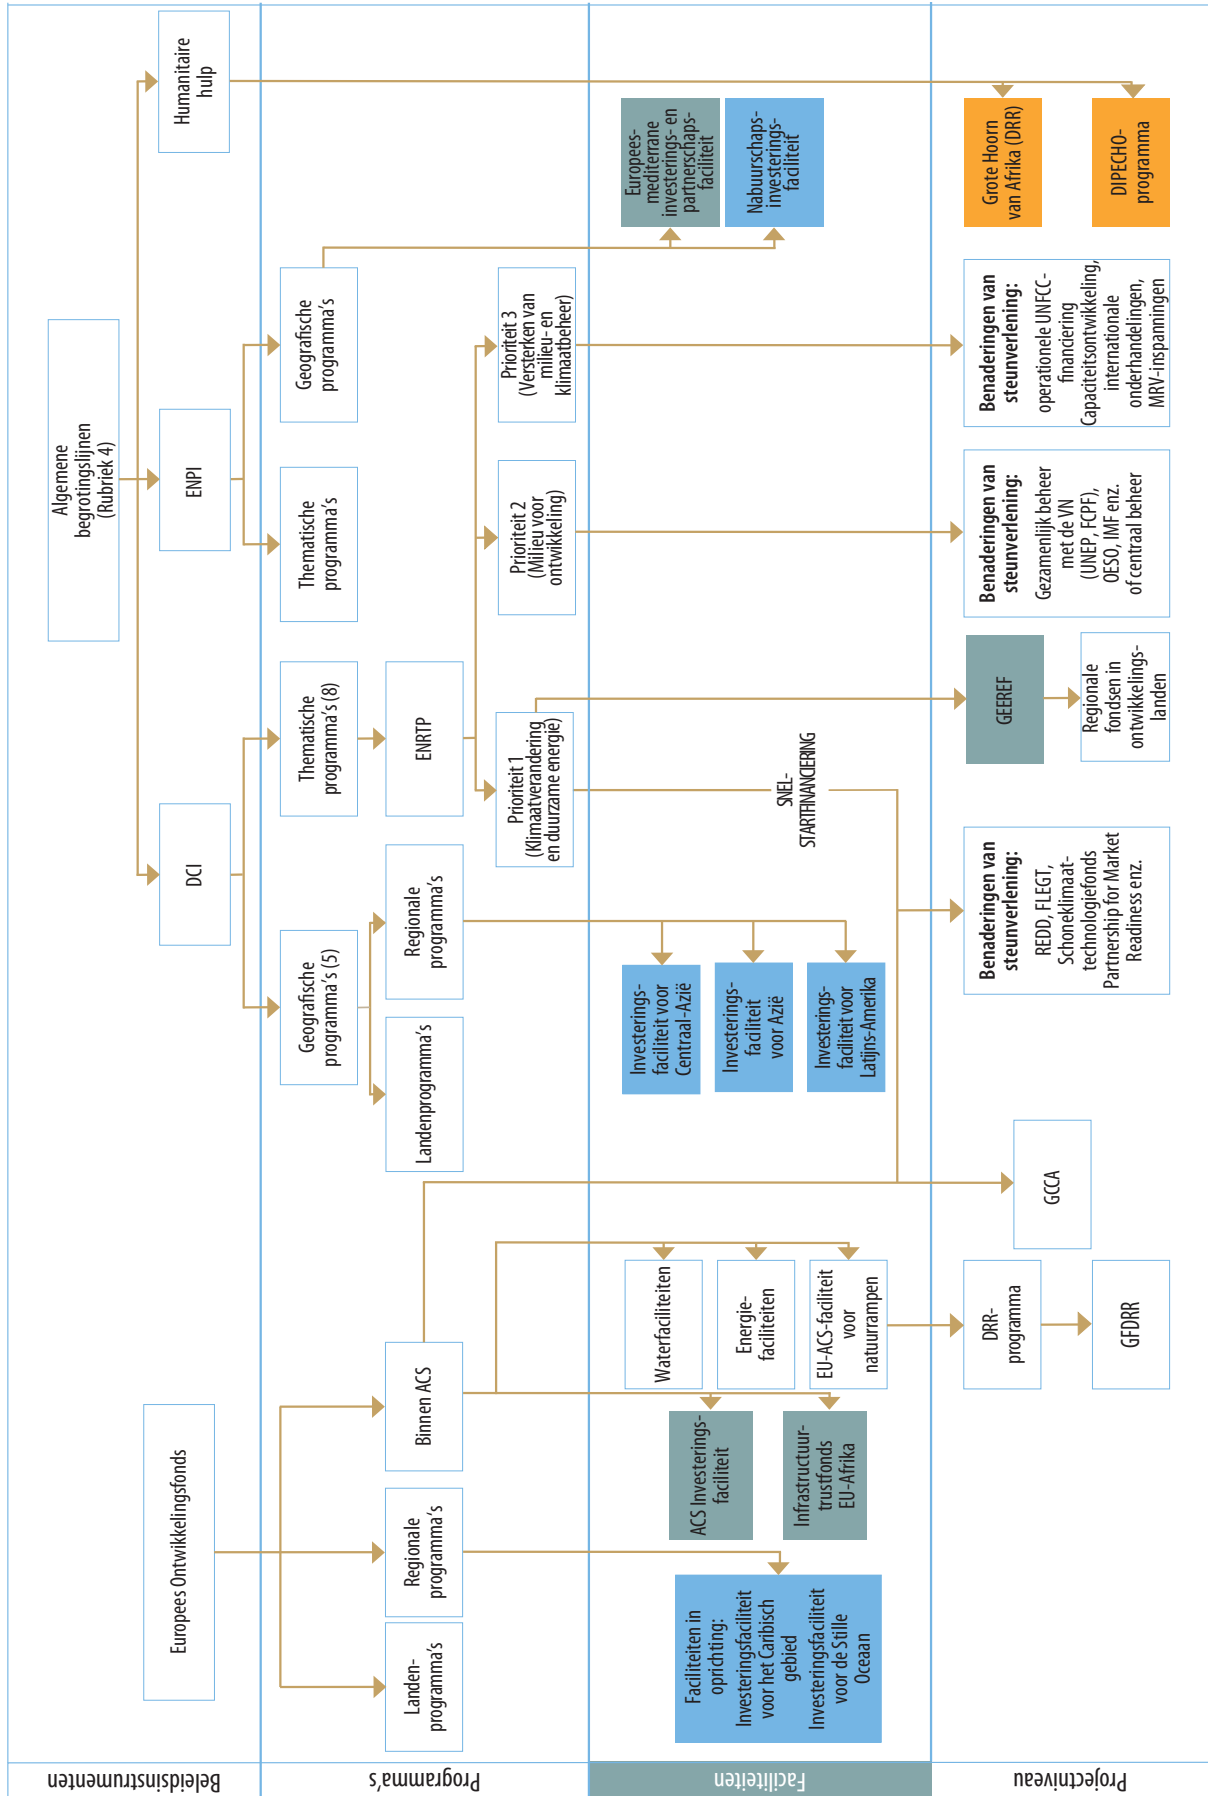 Beleidsinstrumenten
Europees Ontwikkelingsfonds
Algemene
begrotingslijnen
(Rubriek 4)
DCI
ENPI
Humanitaire
hulp
Programma's
Geografische
programma's (5)
Thematische
programma's (8)
Thematische
programma's
Geografische
programma's
Landen-
programma's
Regionale
programma's
Binnen ACS
Landenprogramma's
Regionale
programma's
ENRTP
Prioriteit 1
(Klimaatverandering
en duurzame energie)
Prioriteit 2
(Milieu voor
ontwikkeling)
Prioriteit 3
(Versterken van
milieu- en
klimaatbeheer)
Faciliteiten
Faciliteiten in
oprichting:
Investeringsfaciliteit
voor het Caribisch
gebied
Investeringsfaciliteit
voor de Stille
Oceaan
ACS Investerings-
faciliteit
Infrastructuur-
trustfonds
EU-Afrika
Waterfaciliteiten
Energie-
faciliteiten
EU-ACS-faciliteit
voor
natuurrampen
Investerings-
faciliteit voor
Centraal-Azië
Investerings-
faciliteit
voor Azië
Investerings-
faciliteit voor
Latijns-Amerika
SNEL-
STARTFINANCIERING
Europees-
mediterrane
investerings- en
partnerschaps-
faciliteit
Nabuurschaps-
investerings-
faciliteit
Projectniveau
DRR-
programma
GFDRR
GCCA
Benaderingen van
steunverlening:
REDD, FLEGT,
Schoneklimaat-
technologiefonds
Partnership for Market
Readiness enz.
GEEREF
Regionale
fondsen in
ontwikkelings-
landen
Benaderingen van
steunverlening:
Gezamenlijk beheer
met de VN
(UNEP, FCPF),
OESO, IMF enz.
of centraal beheer
Benaderingen van
steunverlening:
operationele UNFCC-
financiering
Capaciteitsontwikkeling,
internationale
onderhandelingen,
MRV-inspanningen
Grote Hoorn
van Afrika (DRR)
DIPECHO-
programma